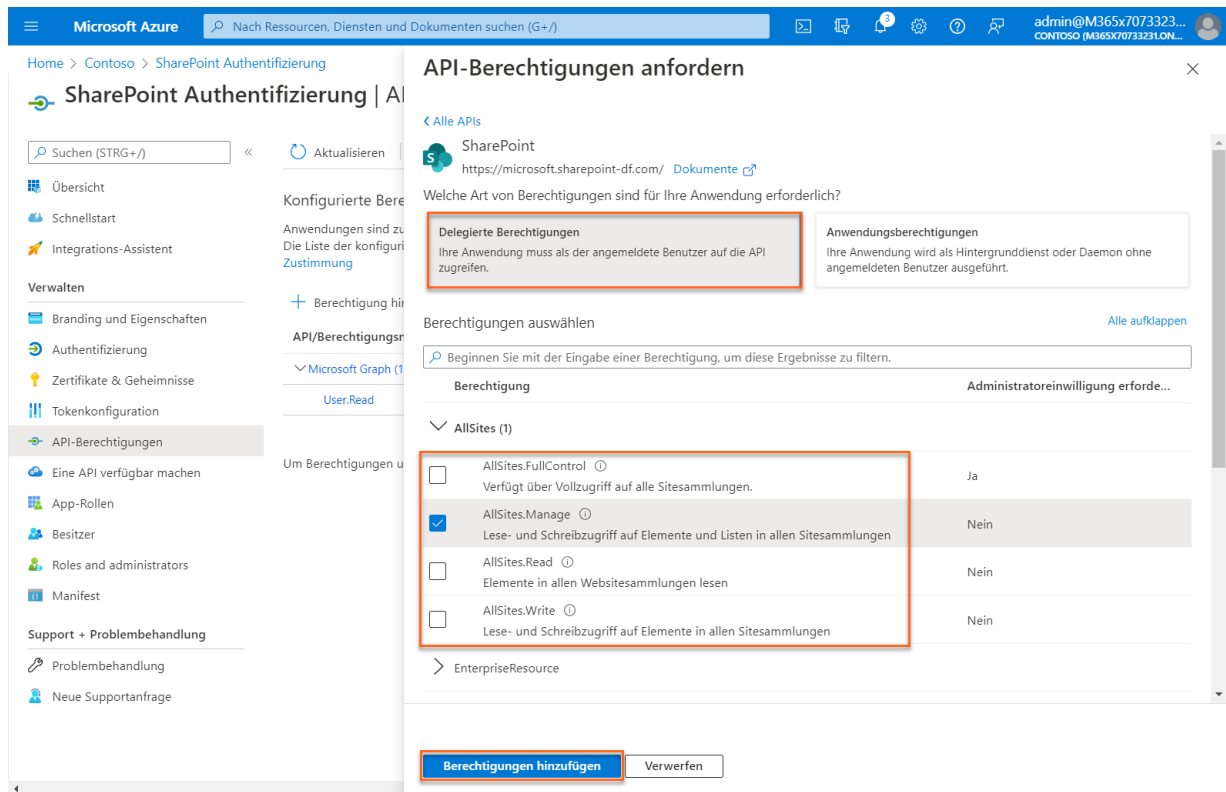 Microsoft Azure
Nach Ressourcen, Diensten und Dokumenten suchen (G+/)
3
admin@M365x7073323...
CONTOSO (M365X70733231.ON...
Home > Contoso > SharePoint Authentifizierung
SharePoint Authentifizierung | AI
Suchen (STRG+/)
«
Übersicht
Schnellstart
Integrations-Assistent
Verwalten
Branding und Eigenschaften
Authentifizierung
Zertifikate & Geheimnisse
Tokenkonfiguration
API-Berechtigungen
Eine API verfügbar machen
App-Rollen
Besitzer
Roles and administrators
Manifest
Support + Problembehandlung
Problembehandlung
Neue Supportanfrage
Aktualisieren
Konfigurierte Bere
Anwendungen sind zu
Die Liste der konfiguri
Zustimmung
Berechtigung hin
API/Berechtigungsn
Microsoft Graph (1
User.Read
Um Berechtigungen u
API-Berechtigungen anfordern
Alle APIs
SharePoint
https://microsoft.sharepoint-df.com/ Dokumente
Welche Art von Berechtigungen sind für Ihre Anwendung erforderlich?
Delegierte Berechtigungen
Ihre Anwendung muss als der angemeldete Benutzer auf die API
zugreifen.
Anwendungsberechtigungen
Ihre Anwendung wird als Hintergrunddienst oder Daemon ohne
angemeldeten Benutzer ausgeführt.
Berechtigungen auswählen
Alle aufklappen
Beginnen Sie mit der Eingabe einer Berechtigung, um diese Ergebnisse zu filtern.
Berechtigung
Administratoreinwilligung erforde...
AllSites (1)
AllSites.FullControl
Verfügt über Vollzugriff auf alle Sitesammlungen.
Ja
AllSites.Manage
Lese- und Schreibzugriff auf Elemente und Listen in allen Sitesammlungen
Nein
AllSites.Read
Elemente in allen Websitesammlungen lesen
Nein
AllSites.Write
Lese- und Schreibzugriff auf Elemente in allen Sitesammlungen
Nein
EnterpriseResource
Berechtigungen hinzufügen
Verwerfen